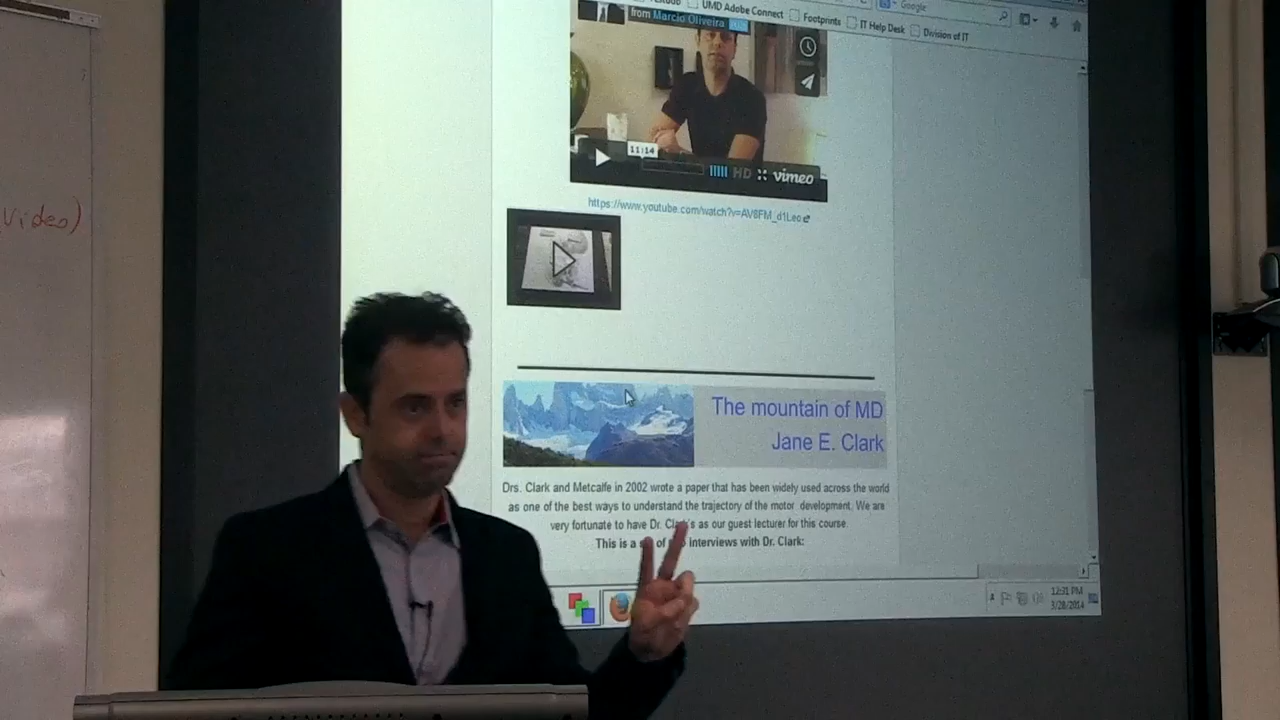 UMD Adobe Connect
Footprints
IT Help Desk
Division of IT
Google
from Marcio Oliveira
11:14
HD vimeo
Video)
https://www.youtube.com/watch?v=AV8FM_d1Leo
The mountain of MD
Jane E. Clark
Drs. Clark and Metcalfe in 2002 wrote a paper that has been widely used across the world
as one of the best ways to understand the trajectory of the motor development. We are
very fortunate to have Dr. Clark's as our guest lecturer for this course.
This is a of interviews with Dr. Clark:
12:31 PM
3/28/2014